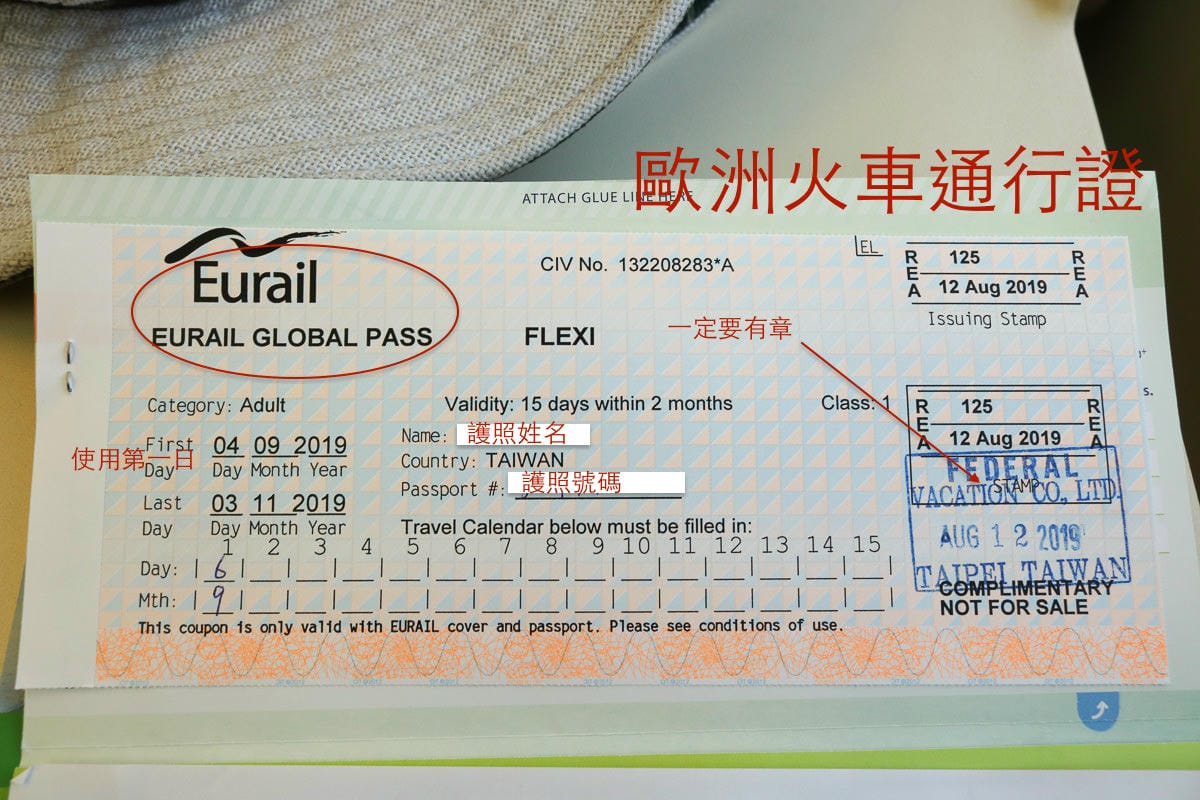 歐洲火車通行證
ATTACH GLUE LINE HERE
Eurail
CIV No. 132208283*A
EL
REA 125 REA
12 Aug 2019
Issuing Stamp
EURAIL GLOBAL PASS
FLEXI
一定要有章
Category: Adult
Validity: 15 days within 2 months
Class: 1
REA 125 REA
12 Aug 2019
First Day
04 09 2019
Day Month Year
使用第一日
Name: 護照姓名
Country: TAIWAN
Passport #: 護照號碼
STAMP
FEDERAL
VACATION CO., LTD.
AUG 12 2019
TAIPEI TAIWAN
COMPLIMENTARY
NOT FOR SALE
Last Day
03 11 2019
Day Month Year
Travel Calendar below must be filled in:
1 2 3 4 5 6 7 8 9 10 11 12 13 14 15
Day: 6
Mth: 9
This coupon is only valid with EURAIL cover and passport. Please see conditions of use.